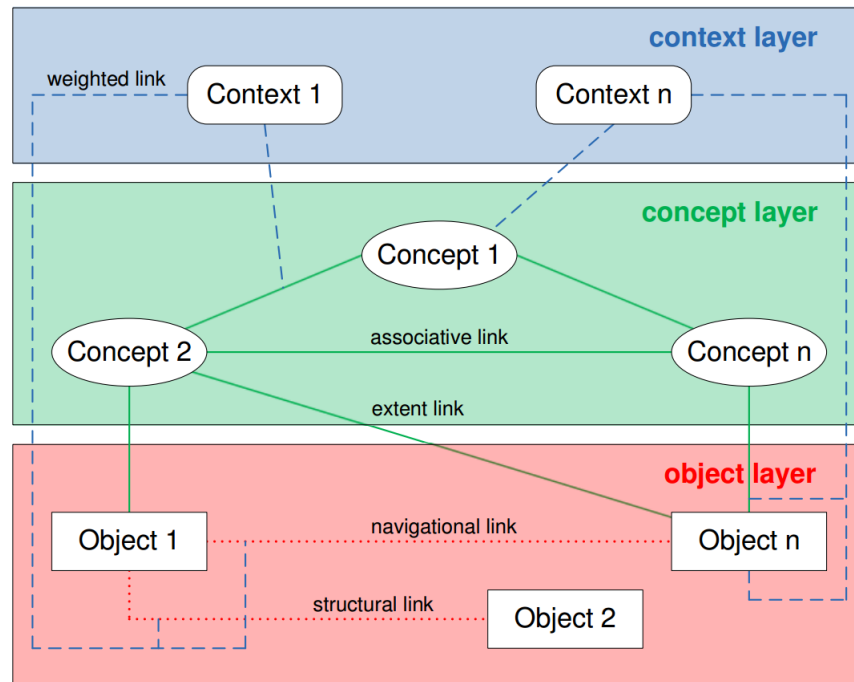 context layer
weighted link
Context 1
Context n
concept layer
Concept 1
associative link
Concept 2
Concept n
extent link
object layer
navigational link
Object 1
Object n
structural link
Object 2